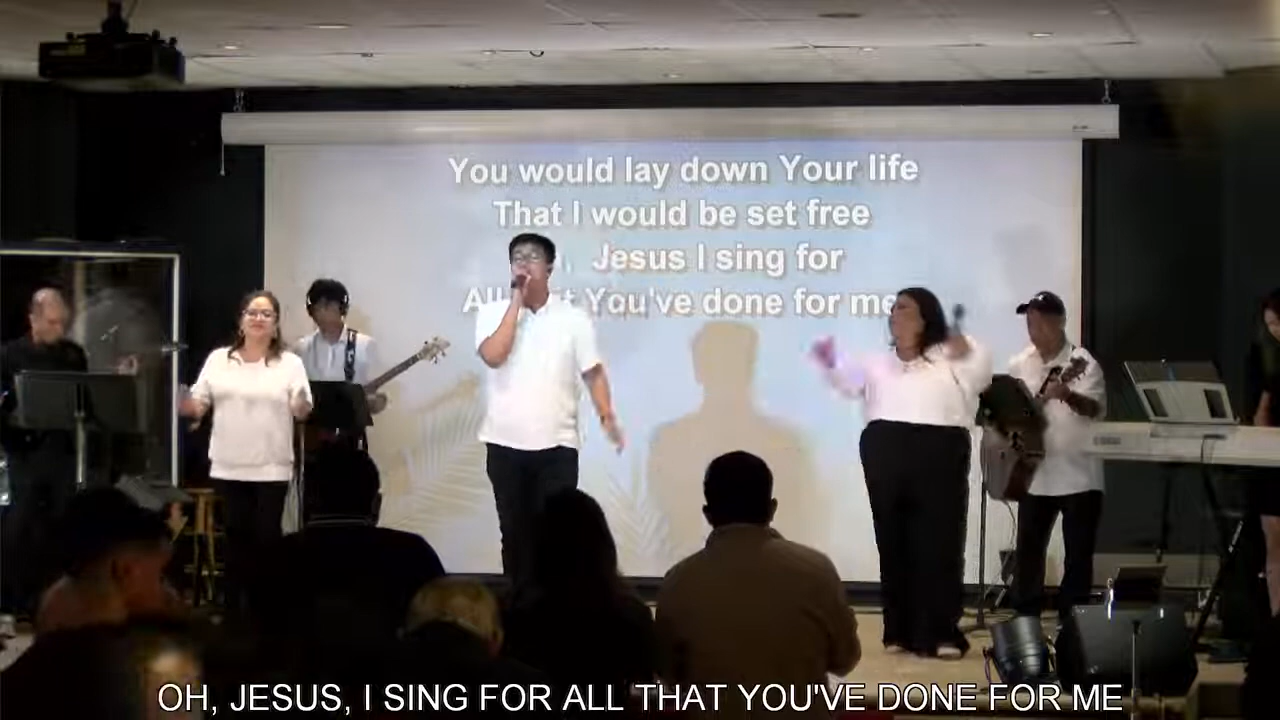 You would lay down Your life
That I would be set free
Jesus I sing for
You've done for me
OH, JESUS, I SING FOR ALL THAT YOU'VE DONE FOR ME